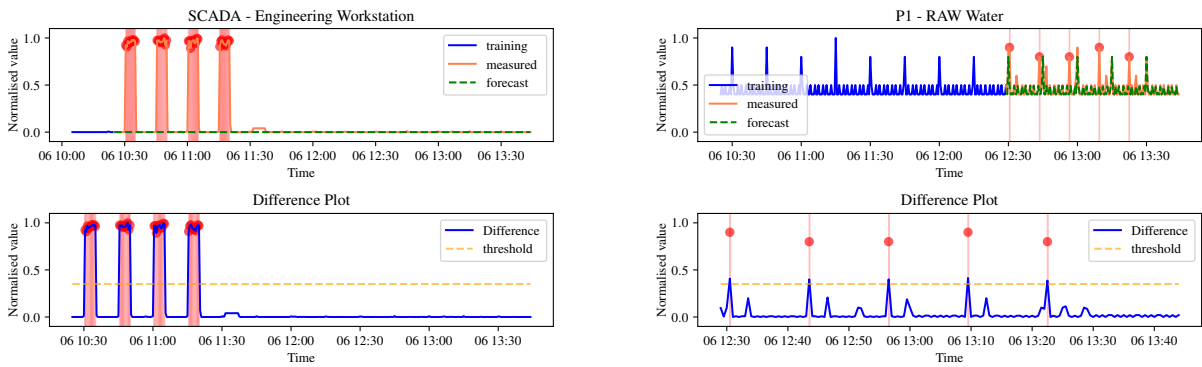 SCADA - Engineering Workstation
Normalised value
1.0
0.5
0.0
training
measured
forecast
06 10:00
06 10:30
06 11:00
06 11:30
06 12:00
06 12:30
06 13:00
06 13:30
Time
P1 - RAW Water
Normalised value
1.0
0.5
0.0
training
measured
forecast
06 10:30
06 11:00
06 11:30
06 12:00
06 12:30
06 13:00
06 13:30
Time
Difference Plot
Normalised value
1.0
0.5
0.0
Difference
threshold
06 10:30
06 11:00
06 11:30
06 12:00
06 12:30
06 13:00
06 13:30
Time
Difference Plot
Normalised value
1.0
0.5
0.0
Difference
threshold
06 12:30
06 12:40
06 12:50
06 13:00
06 13:10
06 13:20
06 13:30
06 13:40
Time